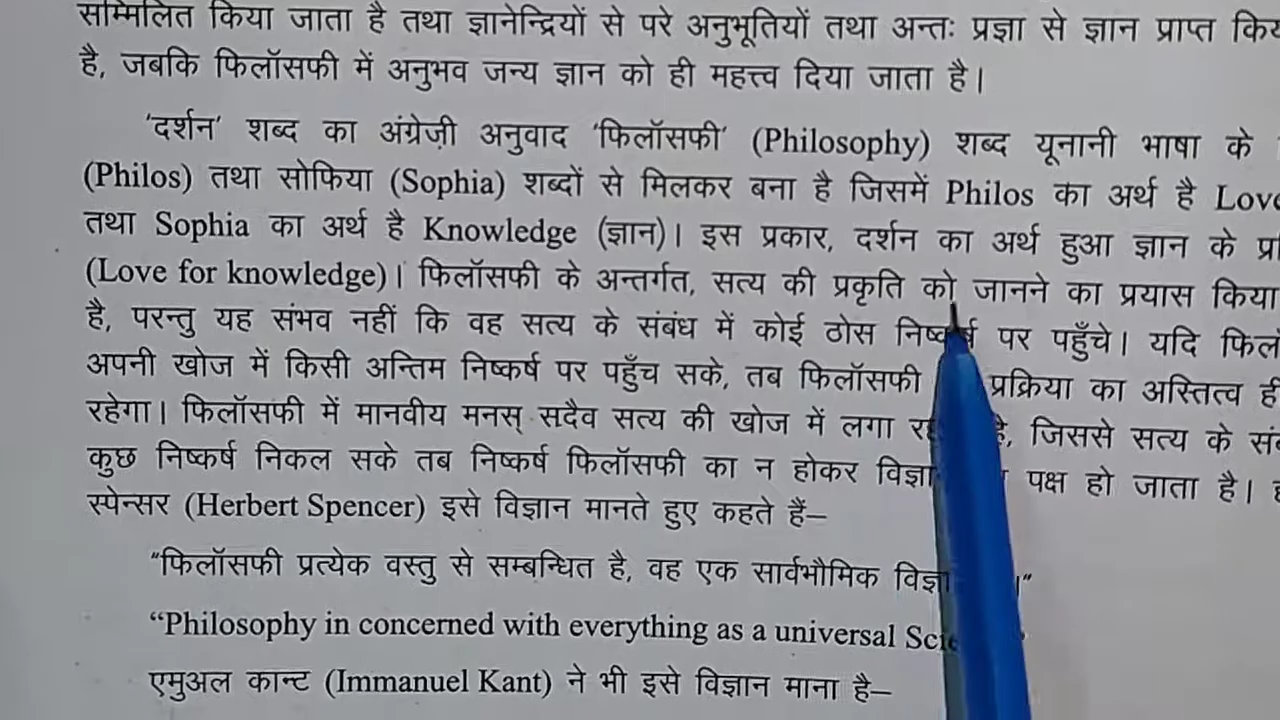 सम्मिलित किया जाता है तथा ज्ञानेन्द्रियों से परे अनुभूतियों तथा अन्तः प्रज्ञा से ज्ञान प्राप्त
है, जबकि फिलॉसफी में अनुभव जन्य ज्ञान को ही महत्त्व दिया जाता है।
'दर्शन' शब्द का अंग्रेज़ी अनुवाद 'फिलॉसफी' (Philosophy) शब्द यूनानी भाषा के
(Philos) तथा सोफिया (Sophia) शब्दों से मिलकर बना है जिसमें Philos का अर्थ है Love
तथा Sophia का अर्थ है Knowledge (ज्ञान)। इस प्रकार, दर्शन का अर्थ हुआ ज्ञान के
(Love for knowledge)। फिलॉसफी के अन्तर्गत, सत्य की प्रकृति को जानने का प्रयास किया
है, परन्तु यह संभव नहीं कि वह सत्य के संबंध में कोई ठोस निष्कर्ष पर पहुँचे। यदि
अपनी खोज में किसी अन्तिम निष्कर्ष पर पहुँच सके, तब फिलॉसफी प्रक्रिया का अस्तित्व ही
रहेगा। फिलॉसफी में मानवीय मनस् सदैव सत्य की खोज में लगा है, जिससे सत्य के
कुछ निष्कर्ष निकल सके तब निष्कर्ष फिलॉसफी का न होकर पक्ष हो जाता है।
स्पेन्सर (Herbert Spencer) इसे विज्ञान मानते हुए कहते हैं–
"फिलॉसफी प्रत्येक वस्तु से सम्बन्धित है, वह एक सार्वभौमिक
"Philosophy in concerned with everything as a universal
एमुअल कान्ट (Immanuel Kant) ने भी इसे विज्ञान माना है–